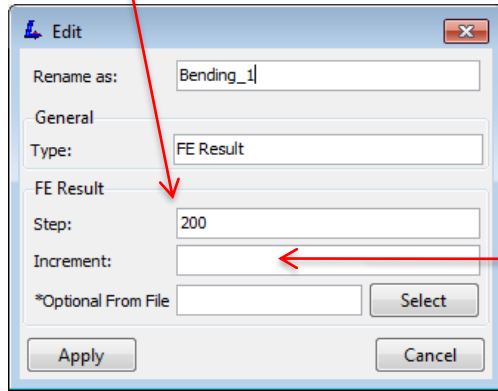 Edit
Rename as: Bending_1
General
Type: FE Result
FE Result
Step: 200
Increment:
*Optional From File Select
Apply Cancel